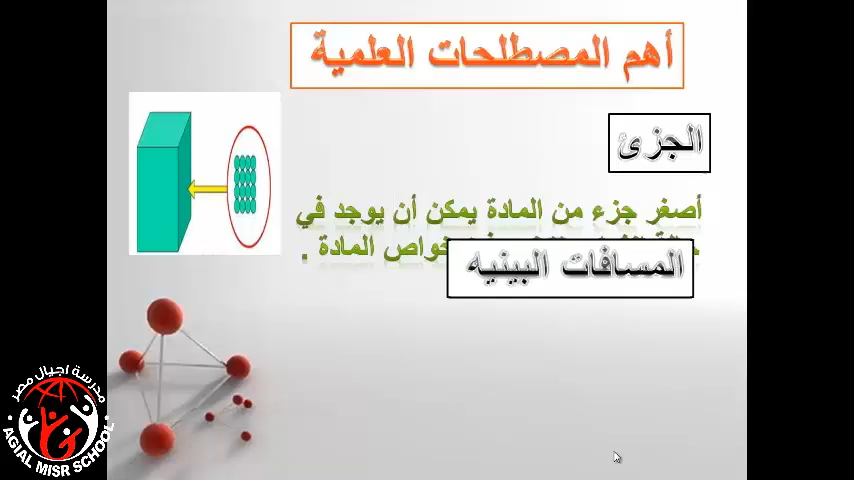 أهم المصطلحات العلمية
الجزئ
أصغر جزء من المادة يمكن أن يوجد في
خواص المادة .
المسافات البينيه
مدرسة اجيال مصر
AGIAL MISR SCHOOL